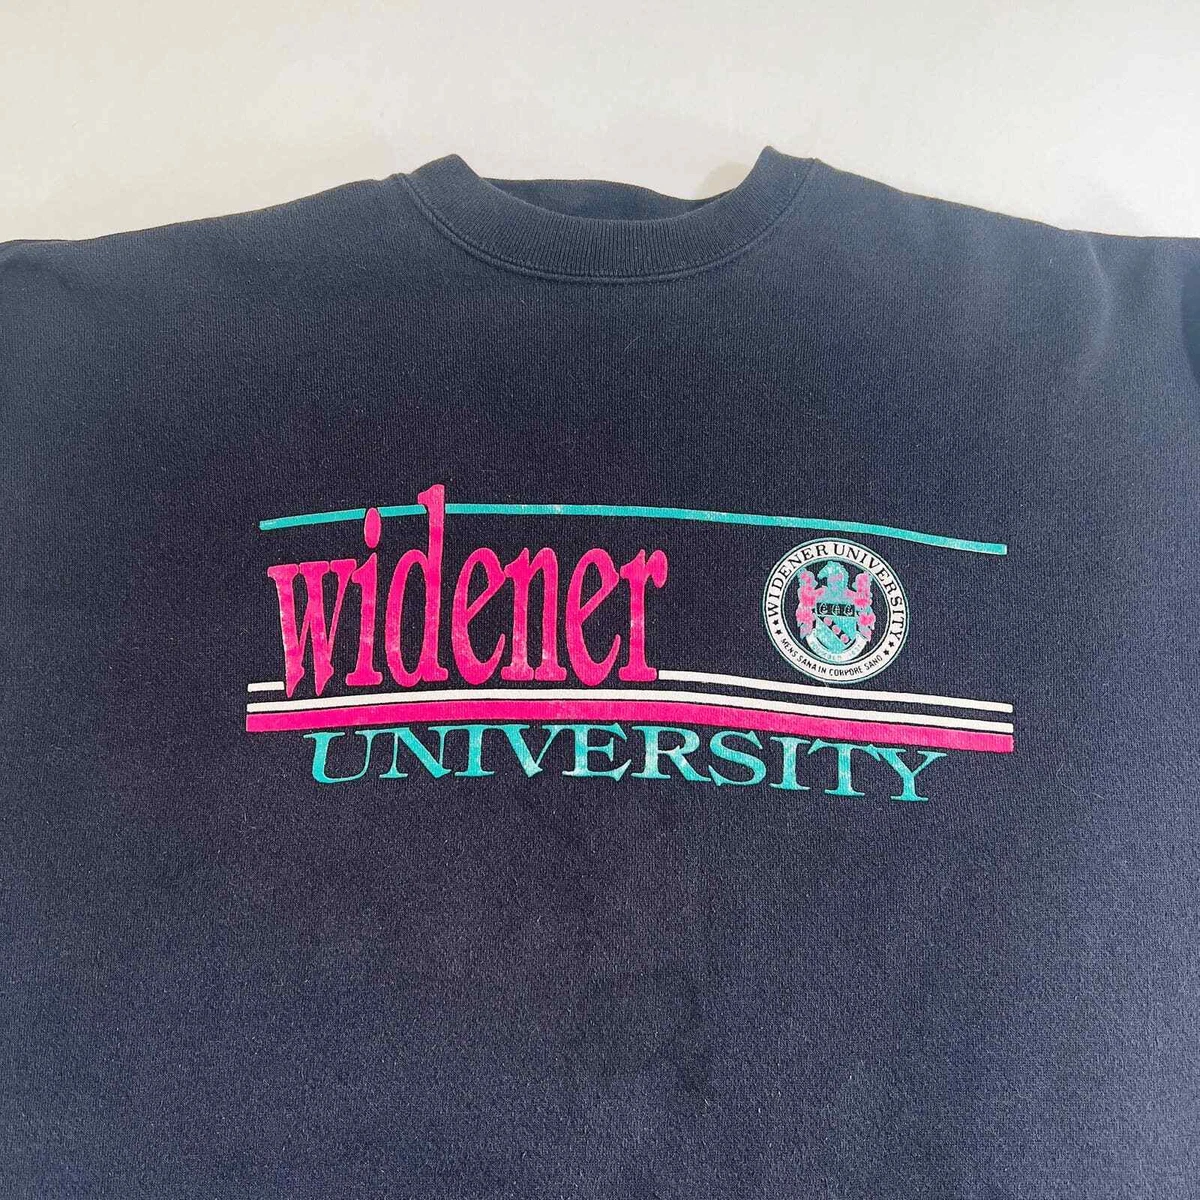 widener
WIDENER UNIVERSITY
MENS SANA IN CORPORE SANO
UNIVERSITY